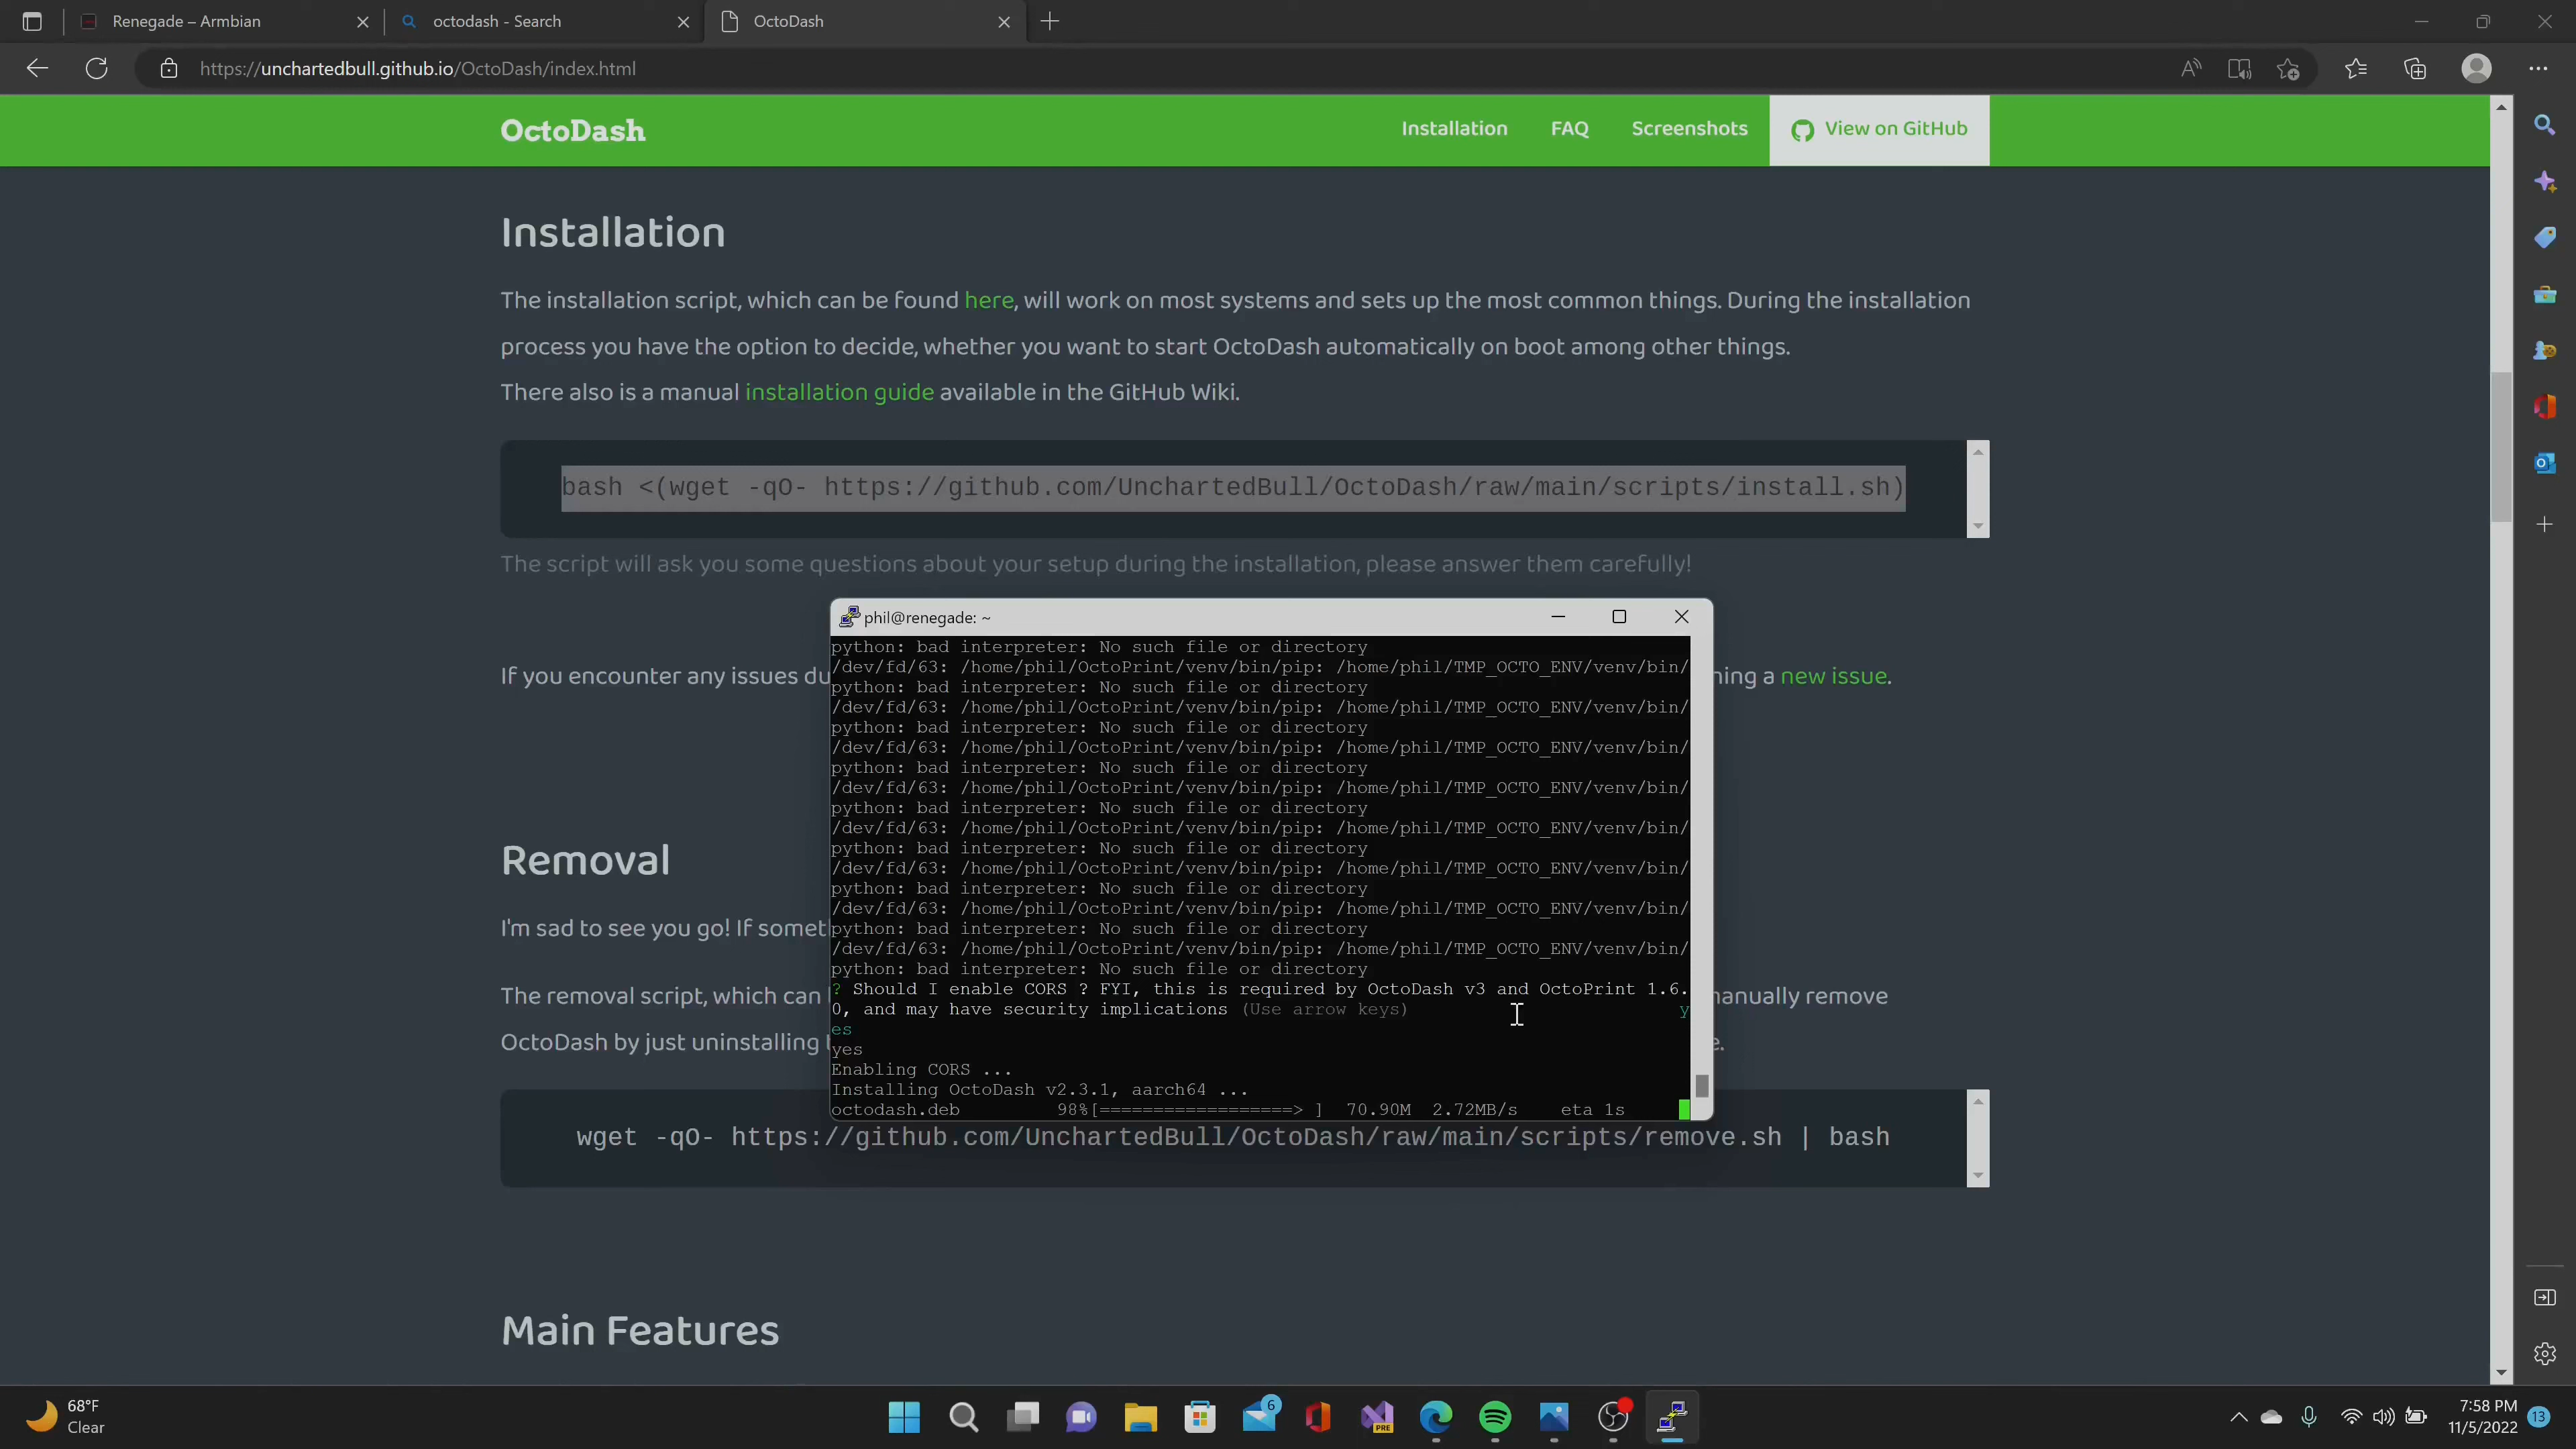 Renegade – Armbian
octodash - Search
OctoDash
https://unchartedbull.github.io/OctoDash/index.html
OctoDash
Installation
FAQ
Screenshots
View on GitHub
Installation
The installation script, which can be found here, will work on most systems and sets up the most common things. During the installation
process you have the option to decide, whether you want to start OctoDash automatically on boot among other things.
There also is a manual installation guide available in the GitHub Wiki.
bash <(wget -qO- https://github.com/UnchartedBull/OctoDash/raw/main/scripts/install.sh)
The script will ask you some questions about your setup during the installation, please answer them carefully!
If you encounter any issues du
ning a new issue.
phil@renegade: ~
python: bad interpreter: No such file or directory
/dev/fd/63: /home/phil/OctoPrint/venv/bin/pip: /home/phil/TMP_OCTO_ENV/venv/bin/
python: bad interpreter: No such file or directory
/dev/fd/63: /home/phil/OctoPrint/venv/bin/pip: /home/phil/TMP_OCTO_ENV/venv/bin/
python: bad interpreter: No such file or directory
/dev/fd/63: /home/phil/OctoPrint/venv/bin/pip: /home/phil/TMP_OCTO_ENV/venv/bin/
python: bad interpreter: No such file or directory
/dev/fd/63: /home/phil/OctoPrint/venv/bin/pip: /home/phil/TMP_OCTO_ENV/venv/bin/
python: bad interpreter: No such file or directory
/dev/fd/63: /home/phil/OctoPrint/venv/bin/pip: /home/phil/TMP_OCTO_ENV/venv/bin/
python: bad interpreter: No such file or directory
/dev/fd/63: /home/phil/OctoPrint/venv/bin/pip: /home/phil/TMP_OCTO_ENV/venv/bin/
python: bad interpreter: No such file or directory
/dev/fd/63: /home/phil/OctoPrint/venv/bin/pip: /home/phil/TMP_OCTO_ENV/venv/bin/
python: bad interpreter: No such file or directory
/dev/fd/63: /home/phil/OctoPrint/venv/bin/pip: /home/phil/TMP_OCTO_ENV/venv/bin/
python: bad interpreter: No such file or directory
? Should I enable CORS ? FYI, this is required by OctoDash v3 and OctoPrint 1.6.
0, and may have security implications (Use arrow keys) y
es
yes
Enabling CORS ...
Installing OctoDash v2.3.1, aarch64 ...
octodash.deb 98%[==================> ] 70.90M 2.72MB/s eta 1s
Removal
I'm sad to see you go! If somet
The removal script, which can
manually remove
OctoDash by just uninstalling
e.
wget -qO- https://github.com/UnchartedBull/OctoDash/raw/main/scripts/remove.sh | bash
Main Features
68°F
Clear
6
PRE
7:58 PM
11/5/2022
13